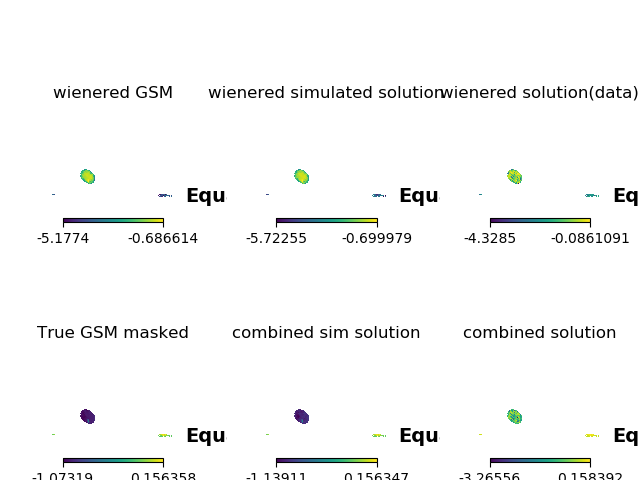 wienered GSM
wienered simulated solution
wienered solution(data)
Equ
Equ
Eq
-5.1774 -0.686614
-5.72255 -0.699979
-4.3285 -0.0861091
True GSM masked
combined sim solution
combined solution
Equ
Equ
Eq
-1.07319 0.156358
-1.13911 0.156347
-3.26556 0.158392